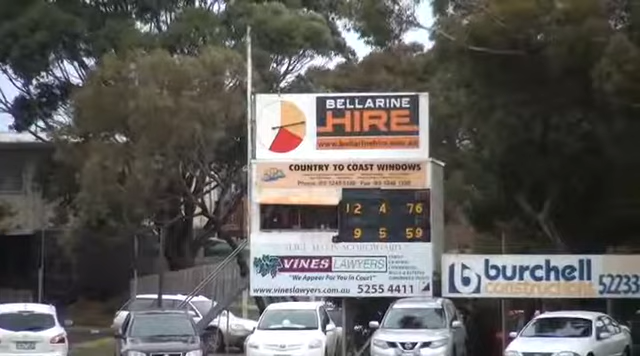 BELLARINE
HIRE
www.bellarinehire.com.au
COUNTRY TO COAST WINDOWS
12 4 76
9 5 59
VINES LAWYERS
"We Appear For You In Court"
www.vineslawyers.com.au 5255 4411
burchell
constructions
52233